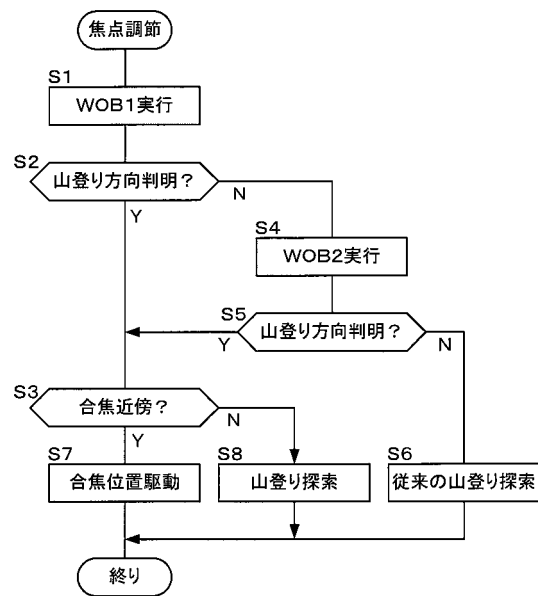 焦点調節
S1
WOB1実行
S2
山登り方向判明?
N
Y
S4
WOB2実行
S5
山登り方向判明?
Y
N
S3
合焦近傍?
N
Y
S7
合焦位置駆動
S8
山登り探索
S6
従来の山登り探索
終り